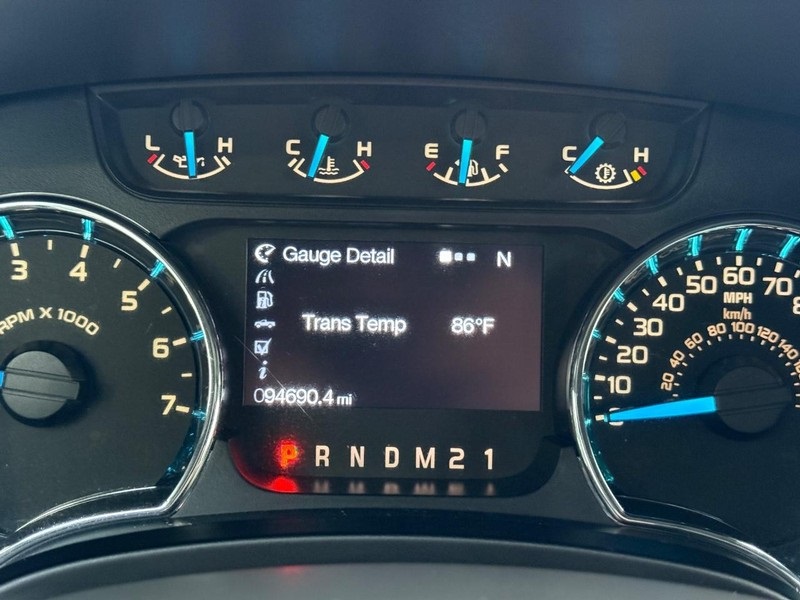 L H C H E F C H
Gauge Detail N
Trans Temp 86°F
094690.4 mi
P R N D M 2 1
3 4 5 6 7
RPM X 1000
10 20 30 40 50 60 70
MPH
km/h
20 40 60 80 100 120 140